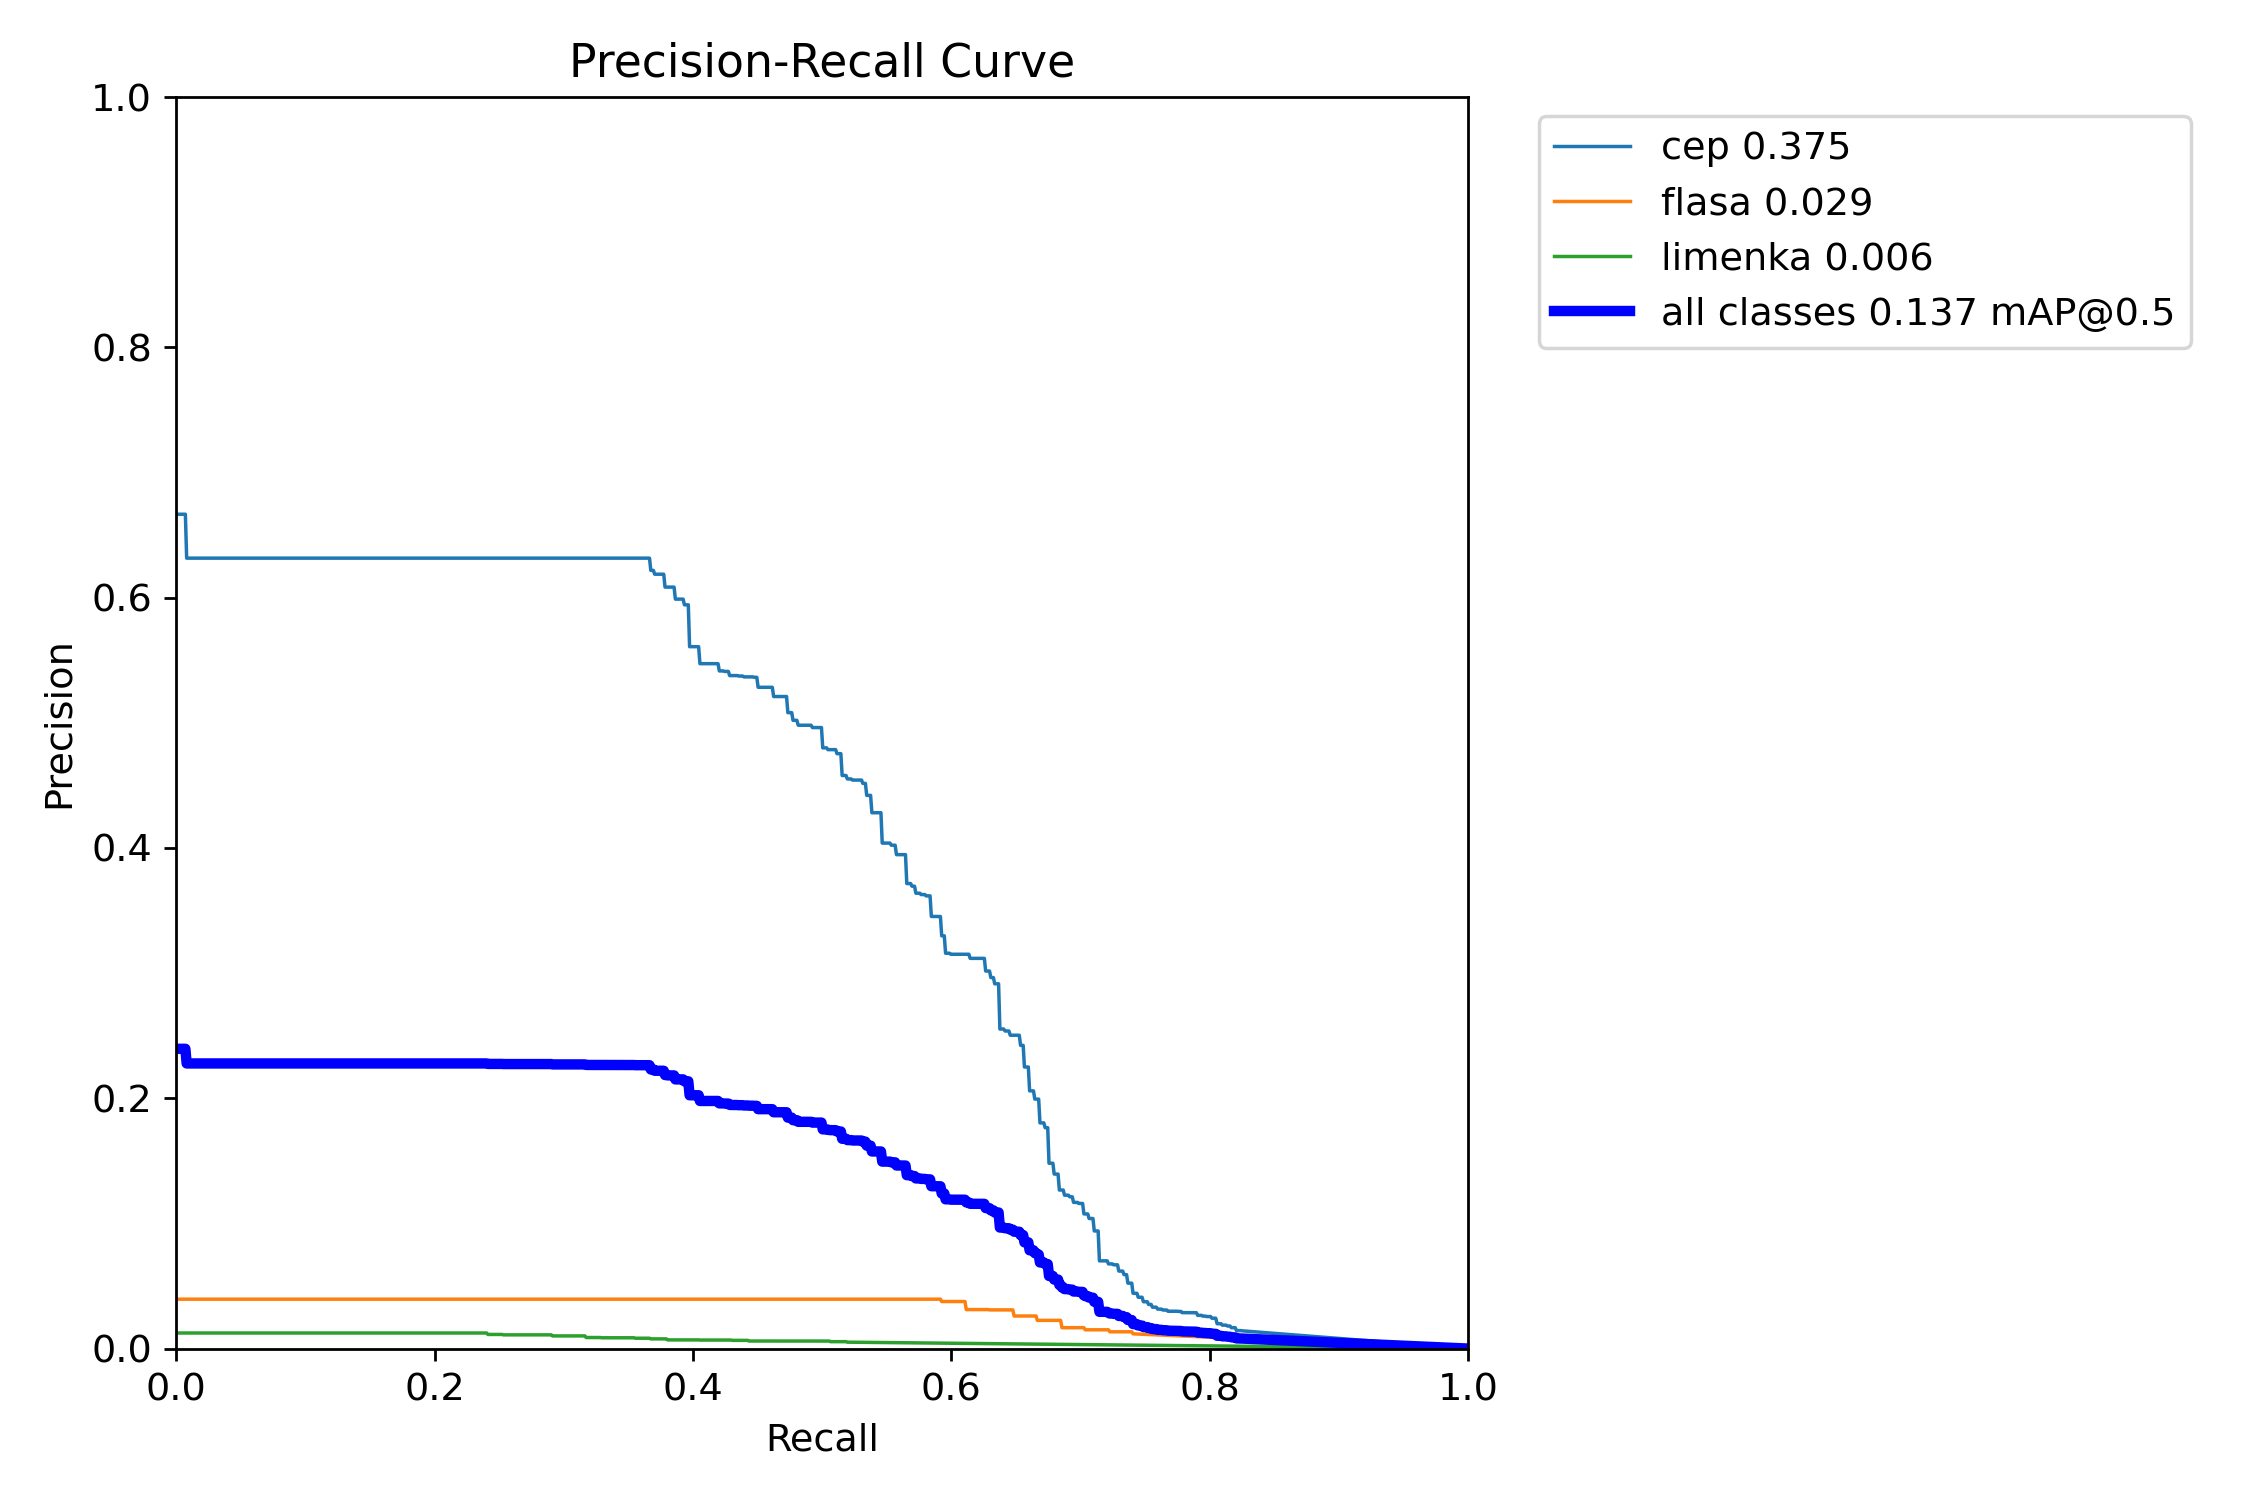 Precision-Recall Curve
1.0
0.8
0.6
0.4
0.2
0.0
Precision
0.0 0.2 0.4 0.6 0.8 1.0
Recall
cep 0.375
flasa 0.029
limenka 0.006
all classes 0.137 mAP@0.5